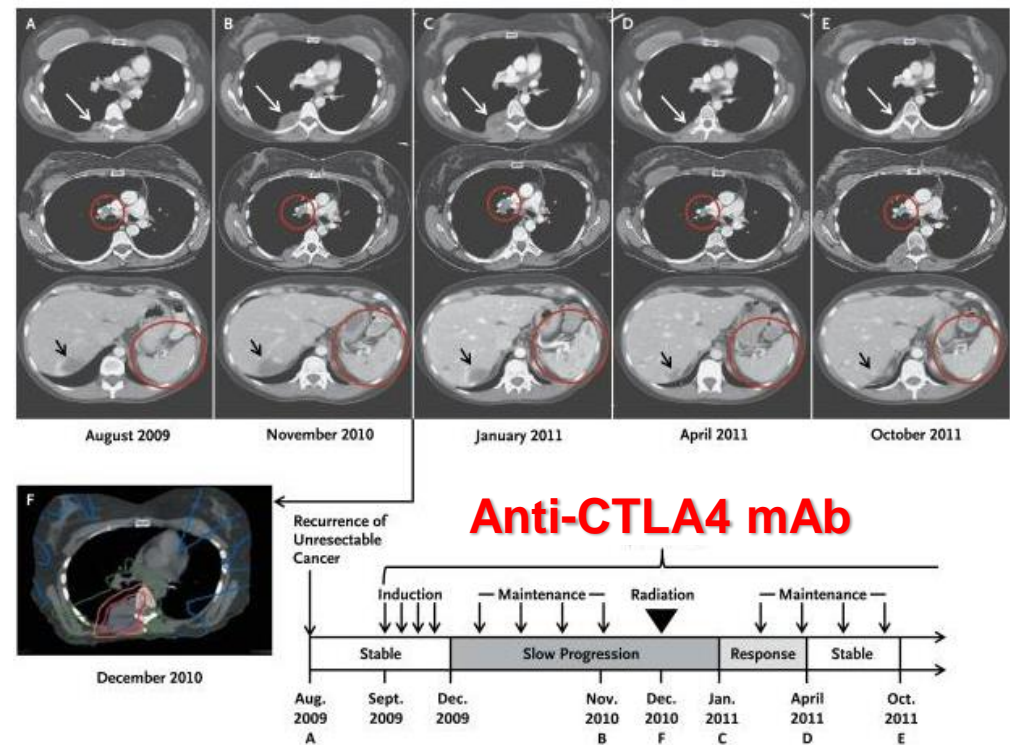 A B C D E
August 2009 November 2010 January 2011 April 2011 October 2011
F
December 2010
Anti-CTLA4 mAb
Recurrence of
Unresectable
Cancer
Induction Maintenance Radiation Maintenance
Stable Slow Progression Response Stable
Aug. Sept. Dec. Nov. Dec. Jan. April Oct.
2009 2009 2009 2010 2010 2011 2011 2011
A B F C D E